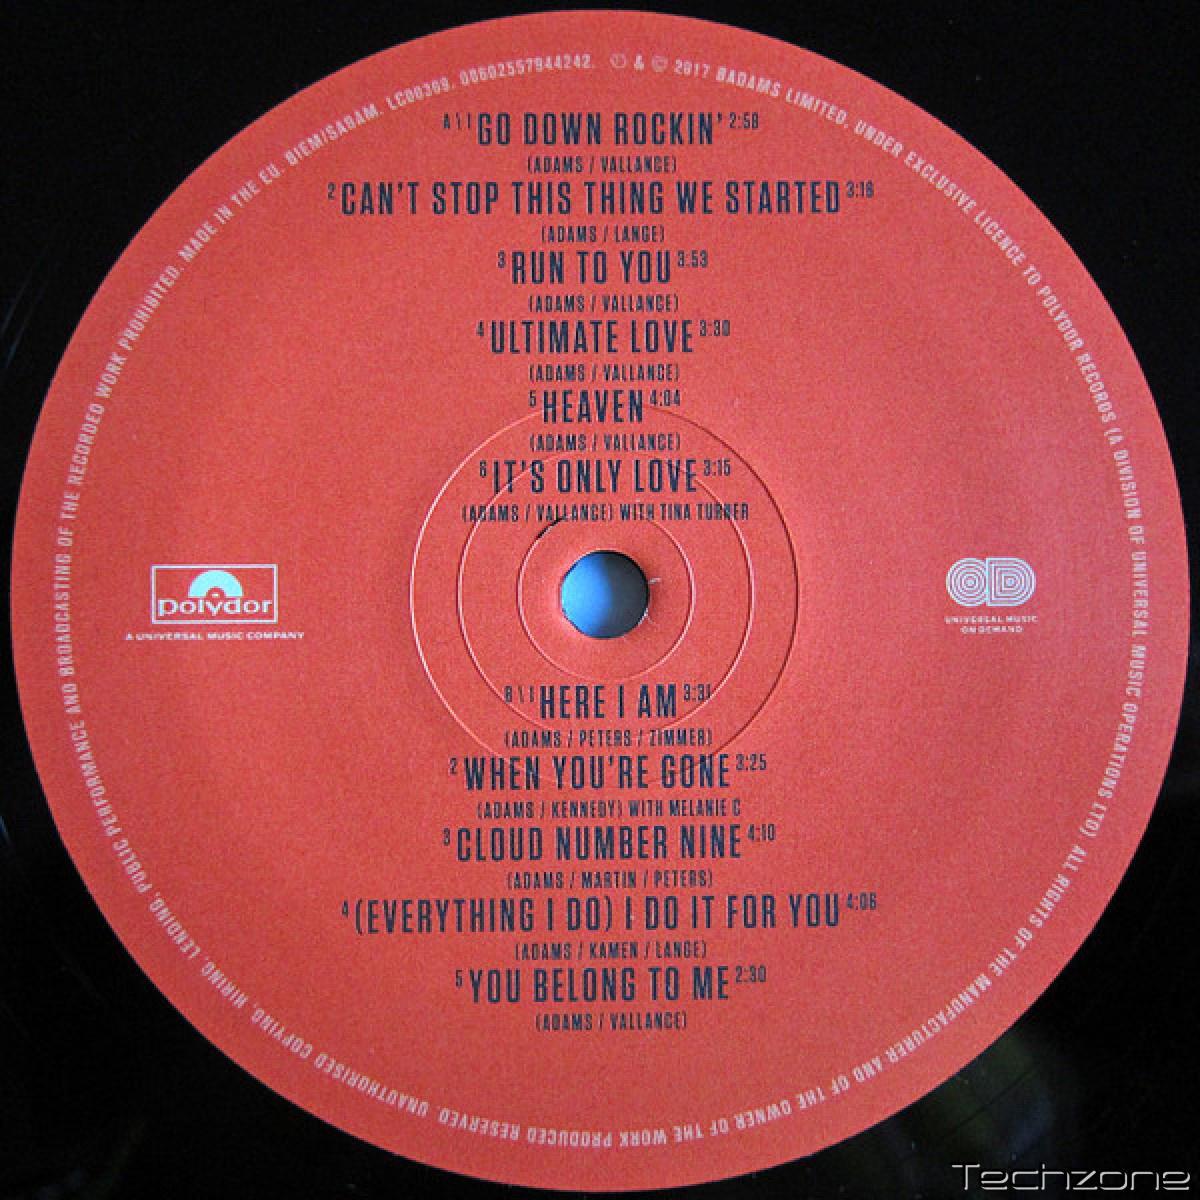 A\1 GO DOWN ROCKIN' 2:58
(ADAMS / VALLANCE)
2 CAN'T STOP THIS THING WE STARTED 3:16
(ADAMS / LANGE)
3 RUN TO YOU 3:53
(ADAMS / VALLANCE)
4 ULTIMATE LOVE 3:30
(ADAMS / VALLANCE)
5 HEAVEN 4:04
(ADAMS / VALLANCE)
6 IT'S ONLY LOVE 3:15
(ADAMS / VALLANCE) WITH TINA TURNER
polydor
A UNIVERSAL MUSIC COMPANY
OD
UNIVERSAL MUSIC
ON DEMAND
B\1 HERE I AM 3:31
(ADAMS / PETERS / ZIMMER)
2 WHEN YOU'RE GONE 3:25
(ADAMS / KENNEDY) WITH MELANIE C
3 CLOUD NUMBER NINE 4:10
(ADAMS / MARTIN / PETERS)
4 (EVERYTHING I DO) I DO IT FOR YOU 4:06
(ADAMS / KAMEN / LANGE)
5 YOU BELONG TO ME 2:30
(ADAMS / VALLANCE)
MADE IN THE EU. BIEM/SABAM. LC00309. 00602557944242. ℗ & © 2017 BADAMS LIMITED, UNDER EXCLUSIVE LICENCE TO POLYDOR RECORDS (A DIVISION OF UNIVERSAL MUSIC OPERATIONS LTD) ALL RIGHTS OF THE MANUFACTURER AND OF THE OWNER OF THE WORK PRODUCED RESERVED UNAUTHORISED COPYING, HIRING, LENDING, PUBLIC PERFORMANCE AND BROADCASTING OF THE RECORDED WORK PROHIBITED.
Techzone